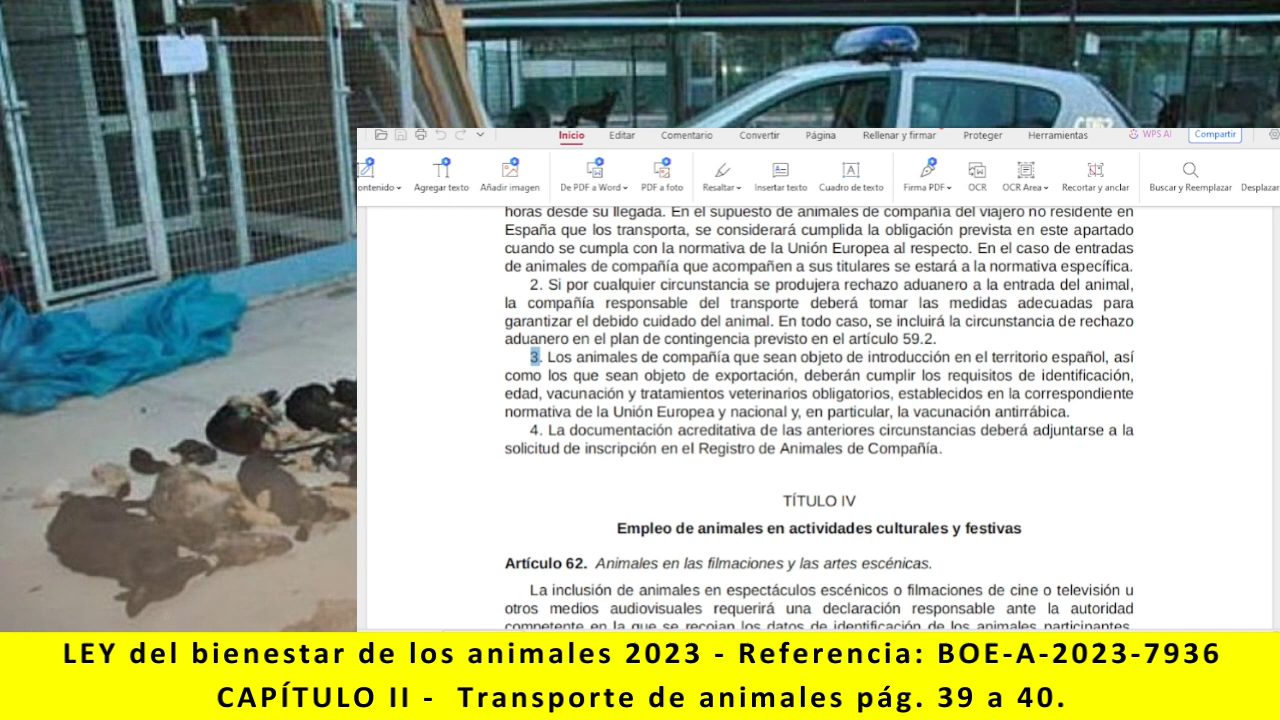 Inicio Editar Comentario Convertir Página Rellenar y firmar Proteger Herramientas WPS AI Compartir
Agregar texto Añadir imagen De PDF a Word PDF a foto Resaltar Insertar texto Cuadro de texto Firma PDF OCR OCR Area Recortar y anclar Buscar y Reemplazar
horas desde su llegada. En el supuesto de animales de compañía del viajero no residente en
España que los transporta, se considerará cumplida la obligación prevista en este apartado
cuando se cumpla con la normativa de la Unión Europea al respecto. En el caso de entradas
de animales de compañía que acompañen a sus titulares se estará a la normativa específica.
2. Si por cualquier circunstancia se produjera rechazo aduanero a la entrada del animal,
la compañía responsable del transporte deberá tomar las medidas adecuadas para
garantizar el debido cuidado del animal. En todo caso, se incluirá la circunstancia de rechazo
aduanero en el plan de contingencia previsto en el artículo 59.2.
3. Los animales de compañía que sean objeto de introducción en el territorio español, así
como los que sean objeto de exportación, deberán cumplir los requisitos de identificación,
edad, vacunación y tratamientos veterinarios obligatorios, establecidos en la correspondiente
normativa de la Unión Europea y nacional y, en particular, la vacunación antirrábica.
4. La documentación acreditativa de las anteriores circunstancias deberá adjuntarse a la
solicitud de inscripción en el Registro de Animales de Compañía.
TÍTULO IV
Empleo de animales en actividades culturales y festivas
Artículo 62. Animales en las filmaciones y las artes escénicas.
La inclusión de animales en espectáculos escénicos o filmaciones de cine o televisión u
otros medios audiovisuales requerirá una declaración responsable ante la autoridad
competente en la que se recojan los datos de identificación de los animales participantes,
LEY del bienestar de los animales 2023 - Referencia: BOE-A-2023-7936
CAPÍTULO II - Transporte de animales pág. 39 a 40.